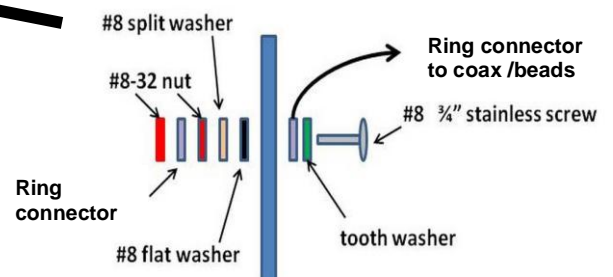 #8 split washer
#8-32 nut
Ring connector
to coax /beads
#8 ¾” stainless screw
Ring
connector
#8 flat washer
tooth washer